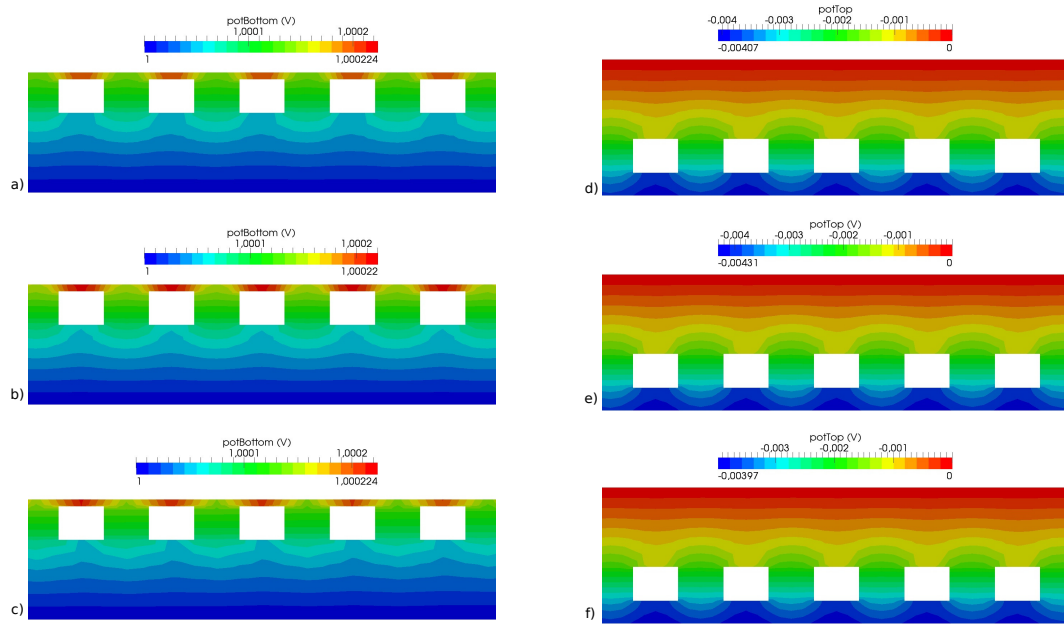 potBottom (V)
1,0001 1,0002
1 1,000224
a)
potBottom (V)
1,0001 1,0002
1 1,00022
b)
potBottom (V)
1,0001 1,0002
1 1,000224
c)
potTop
-0,004 -0,003 -0,002 -0,001
-0,00407 0
d)
potTop (V)
-0,004 -0,003 -0,002 -0,001
-0,00431 0
e)
potTop (V)
-0,003 -0,002 -0,001
-0,00397 0
f)